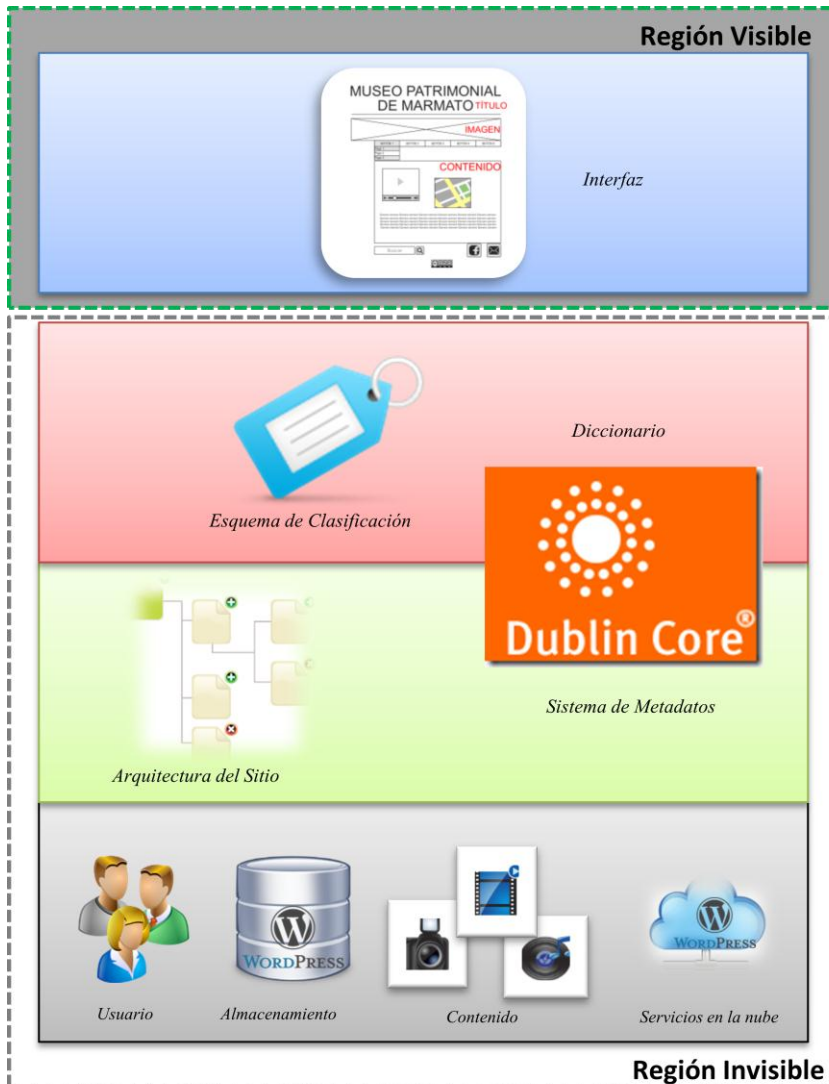 Región Visible
MUSEO PATRIMONIAL
DE MARMATO TÍTULO
IMAGEN
CONTENIDO
Buscar
Interfaz
Diccionario
Esquema de Clasificación
Dublin Core®
Sistema de Metadatos
Arquitectura del Sitio
WORDPRESS
WORDPRESS
Usuario
Almacenamiento
Contenido
Servicios en la nube
Región Invisible